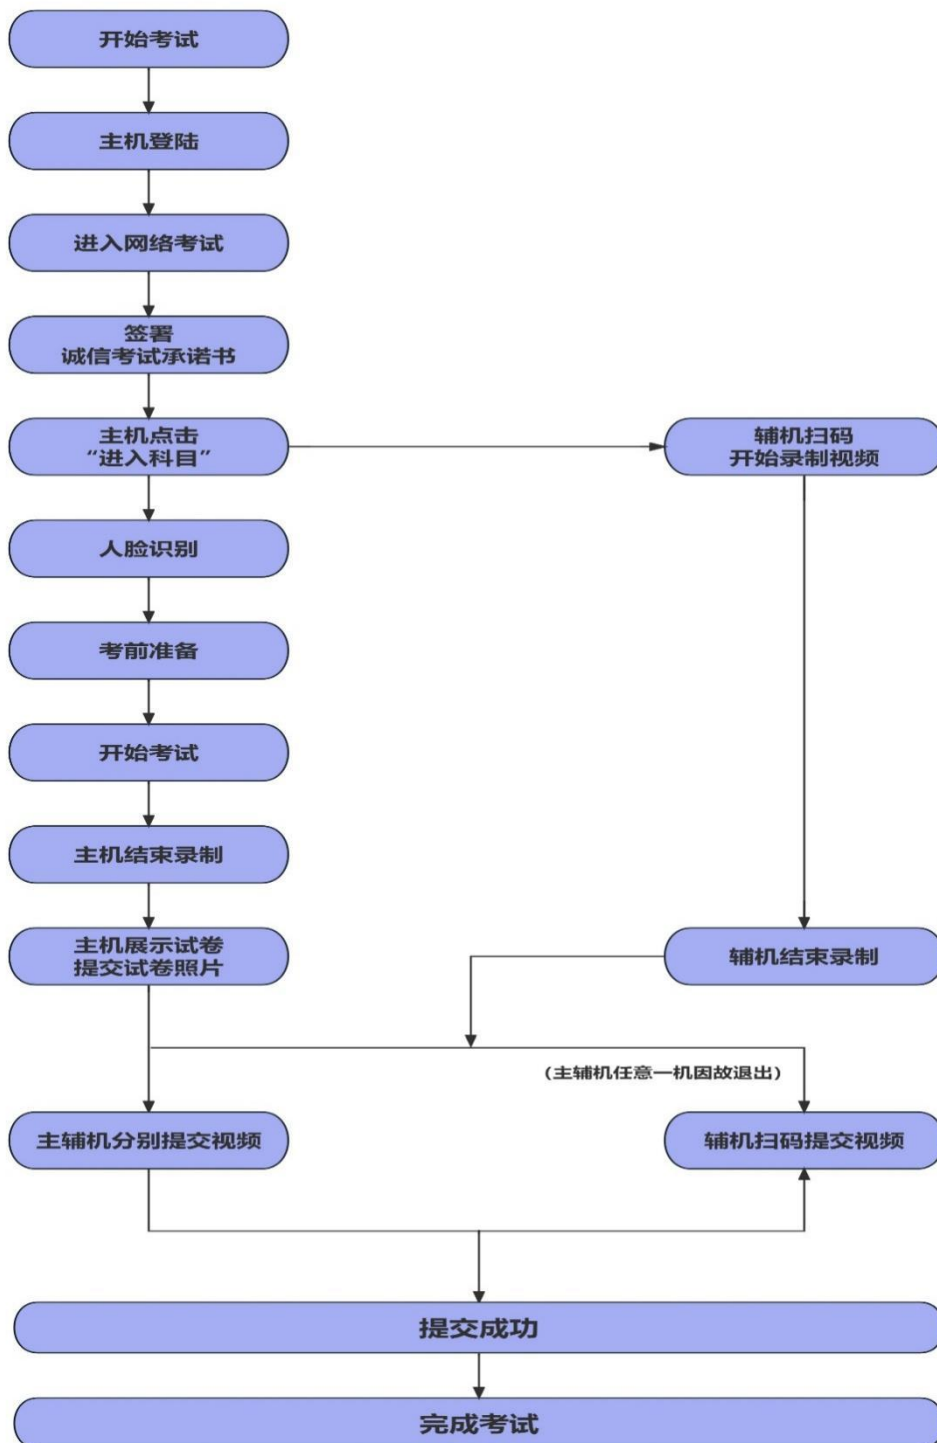 开始考试
主机登陆
进入网络考试
签署
诚信考试承诺书
主机点击
“进入科目”
辅机扫码
开始录制视频
人脸识别
考前准备
开始考试
主机结束录制
主机展示试卷
提交试卷照片
辅机结束录制
(主辅机任意一机因故退出)
主辅机分别提交视频
辅机扫码提交视频
提交成功
完成考试